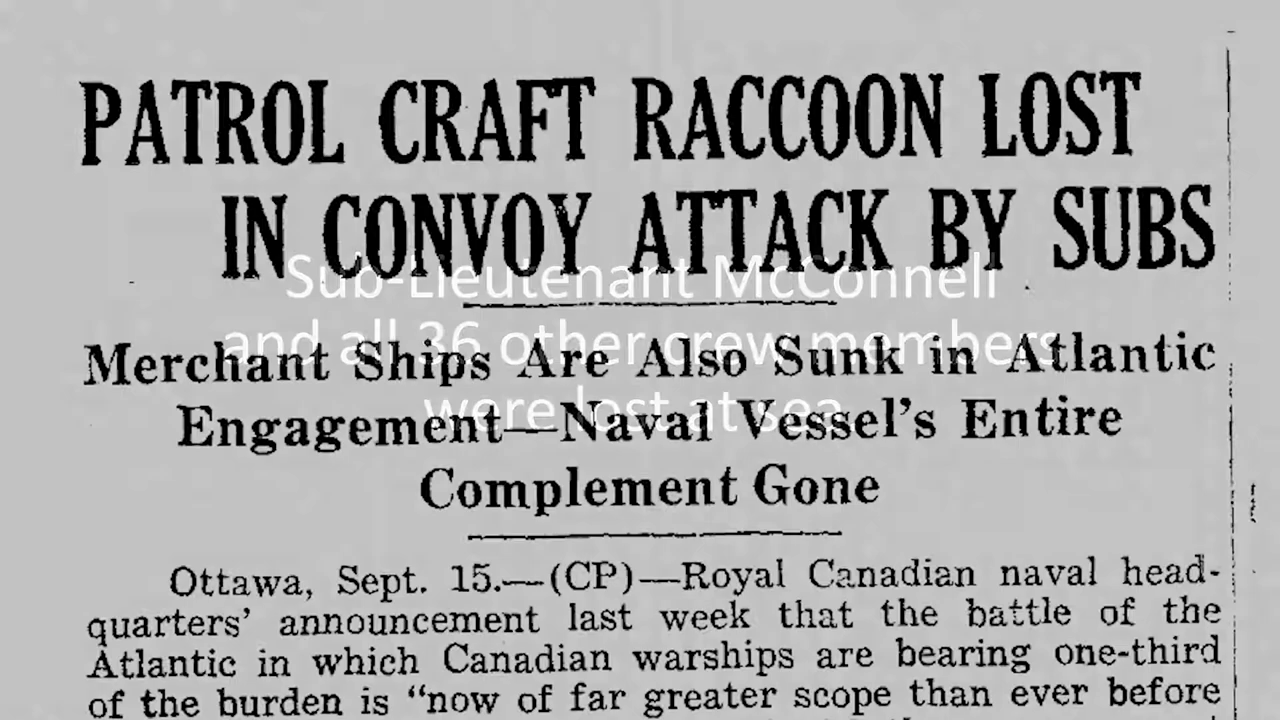 PATROL CRAFT RACCOON LOST
IN CONVOY ATTACK BY SUBS
Sub-Lieutenant McConnell
and all 36 other crew members
were lost at sea
Merchant Ships Are Also Sunk in Atlantic
Engagement—Naval Vessel's Entire
Complement Gone
Ottawa, Sept. 15.—(CP)—Royal Canadian naval head-
quarters' announcement last week that the battle of the
Atlantic in which Canadian warships are bearing one-third
of the burden is "now of far greater scope than ever before